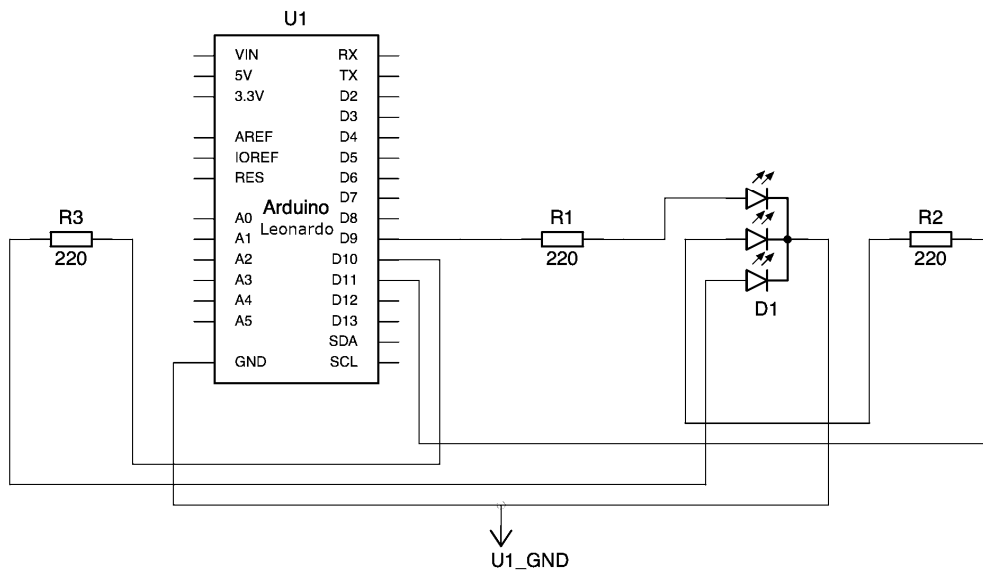 U1
VIN RX
5V TX
3.3V D2
D3
AREF D4
IOREF D5
RES D6
D7
Arduino
A0 D8
Leonardo
A1 D9
A2 D10
A3 D11
A4 D12
A5 D13
SDA
GND SCL
R3
220
R1
220
D1
R2
220
U1_GND